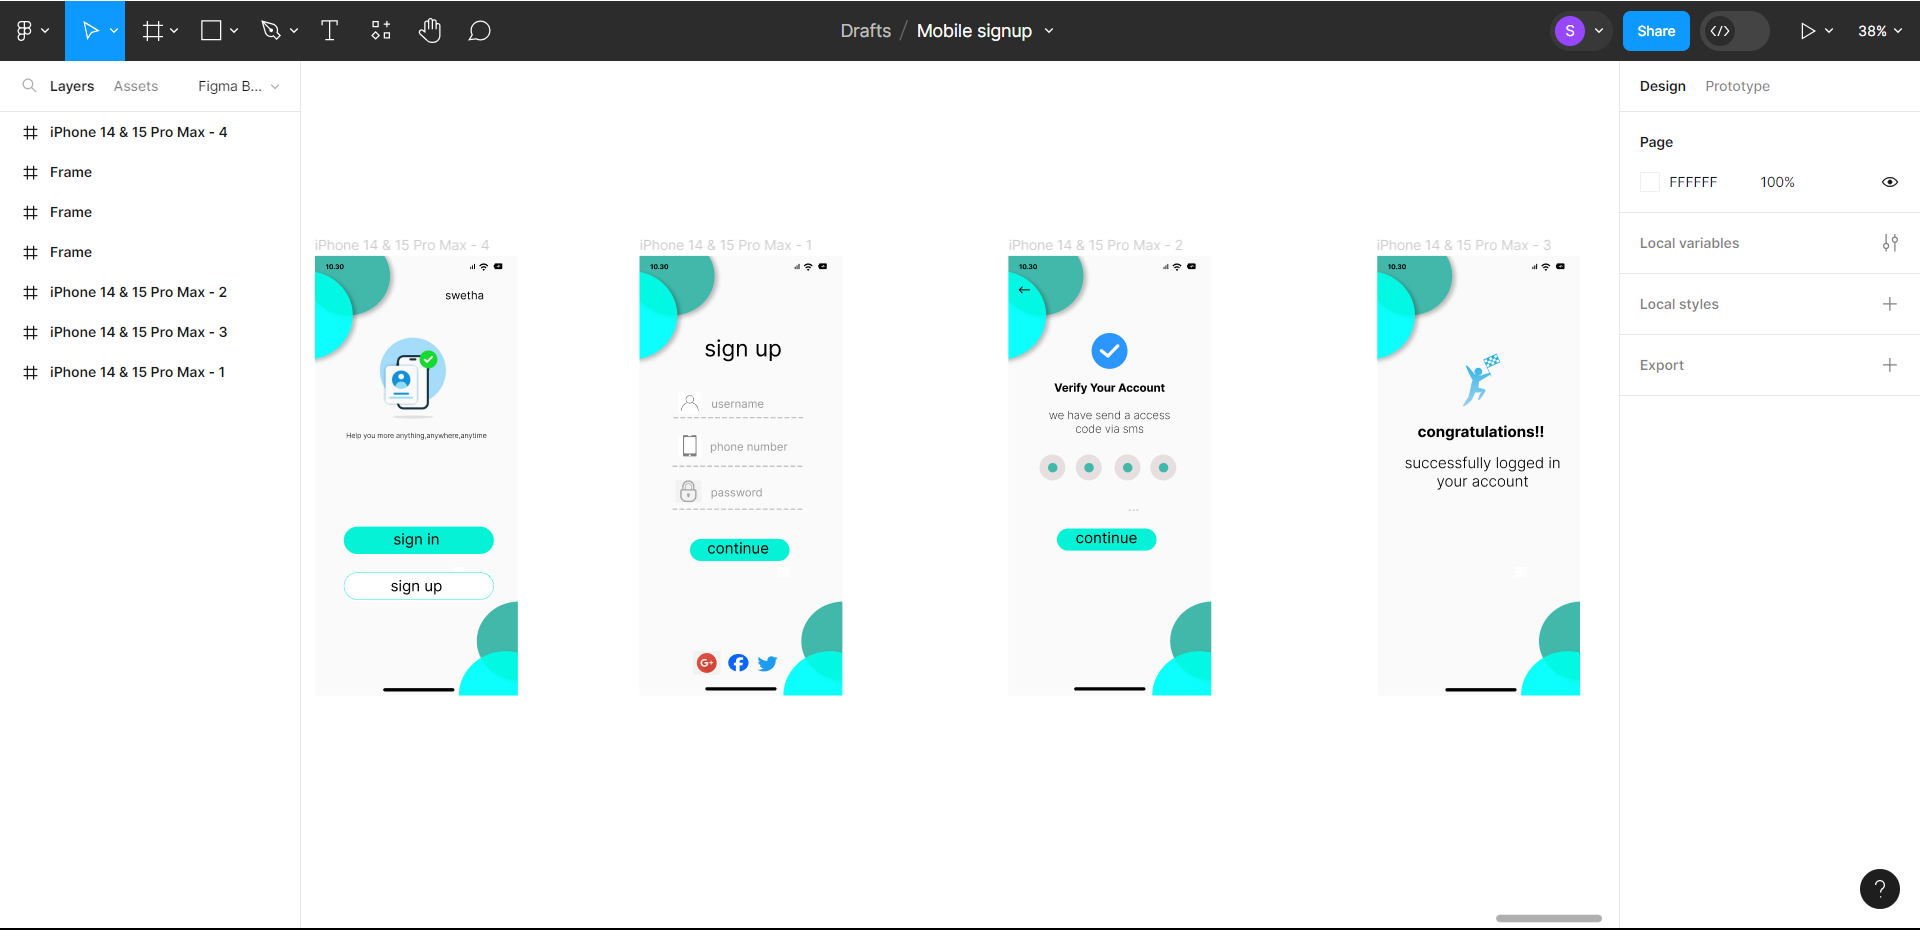 Drafts / Mobile signup
S
Share
38%
Layers
Assets
Figma B...
iPhone 14 & 15 Pro Max - 4
Frame
Frame
Frame
iPhone 14 & 15 Pro Max - 2
iPhone 14 & 15 Pro Max - 3
iPhone 14 & 15 Pro Max - 1
iPhone 14 & 15 Pro Max - 4
10.30
swetha
Help you more anything,anywhere,anytime
sign in
sign up
iPhone 14 & 15 Pro Max - 1
10.30
sign up
username
phone number
password
continue
G+
iPhone 14 & 15 Pro Max - 2
10.30
Verify Your Account
we have send a access
code via sms
...
continue
iPhone 14 & 15 Pro Max - 3
10.30
congratulations!!
successfully logged in
your account
Design
Prototype
Page
FFFFFF
100%
Local variables
Local styles
Export
?